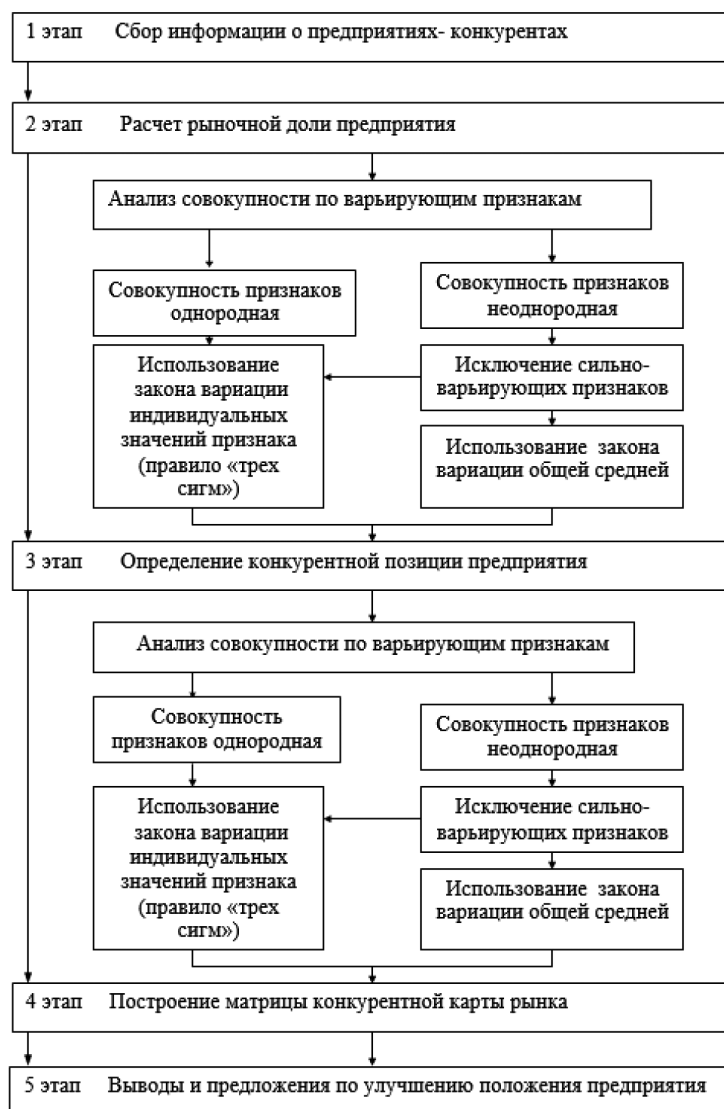 1 этап Сбор информации о предприятиях- конкурентах
2 этап Расчет рыночной доли предприятия
Анализ совокупности по варьирующим признакам
Совокупность признаков
однородная
Совокупность признаков
неоднородная
Использование
закона вариации
индивидуальных
значений признака
(правило «трех
сигм»)
Исключение сильно-
варьирующих признаков
Использование закона
вариации общей средней
3 этап Определение конкурентной позиции предприятия
Анализ совокупности по варьирующим признакам
Совокупность
признаков однородная
Совокупность признаков
неоднородная
Использование
закона вариации
индивидуальных
значений признака
(правило «трех
сигм»)
Исключение сильно-
варьирующих признаков
Использование закона
вариации общей средней
4 этап Построение матрицы конкурентной карты рынка
5 этап Выводы и предложения по улучшению положения предприятия